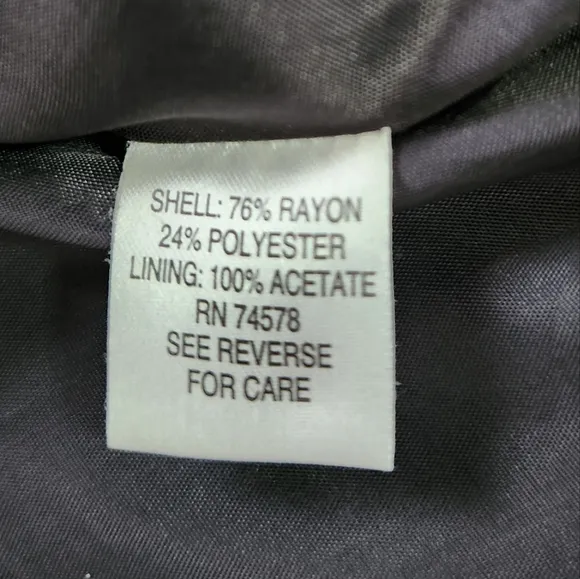 SHELL: 76% RAYON
24% POLYESTER
LINING: 100% ACETATE
RN 74578
SEE REVERSE
FOR CARE